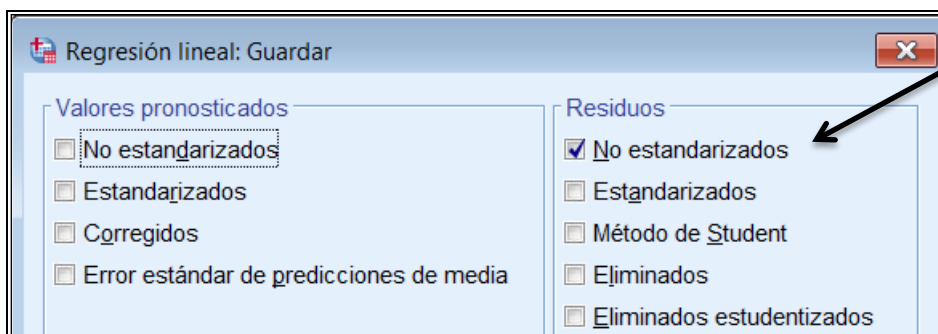 Regresión lineal: Guardar
Valores pronosticados
No estandarizados
Estandarizados
Corregidos
Error estándar de predicciones de media
Residuos
No estandarizados
Estandarizados
Método de Student
Eliminados
Eliminados estudentizados